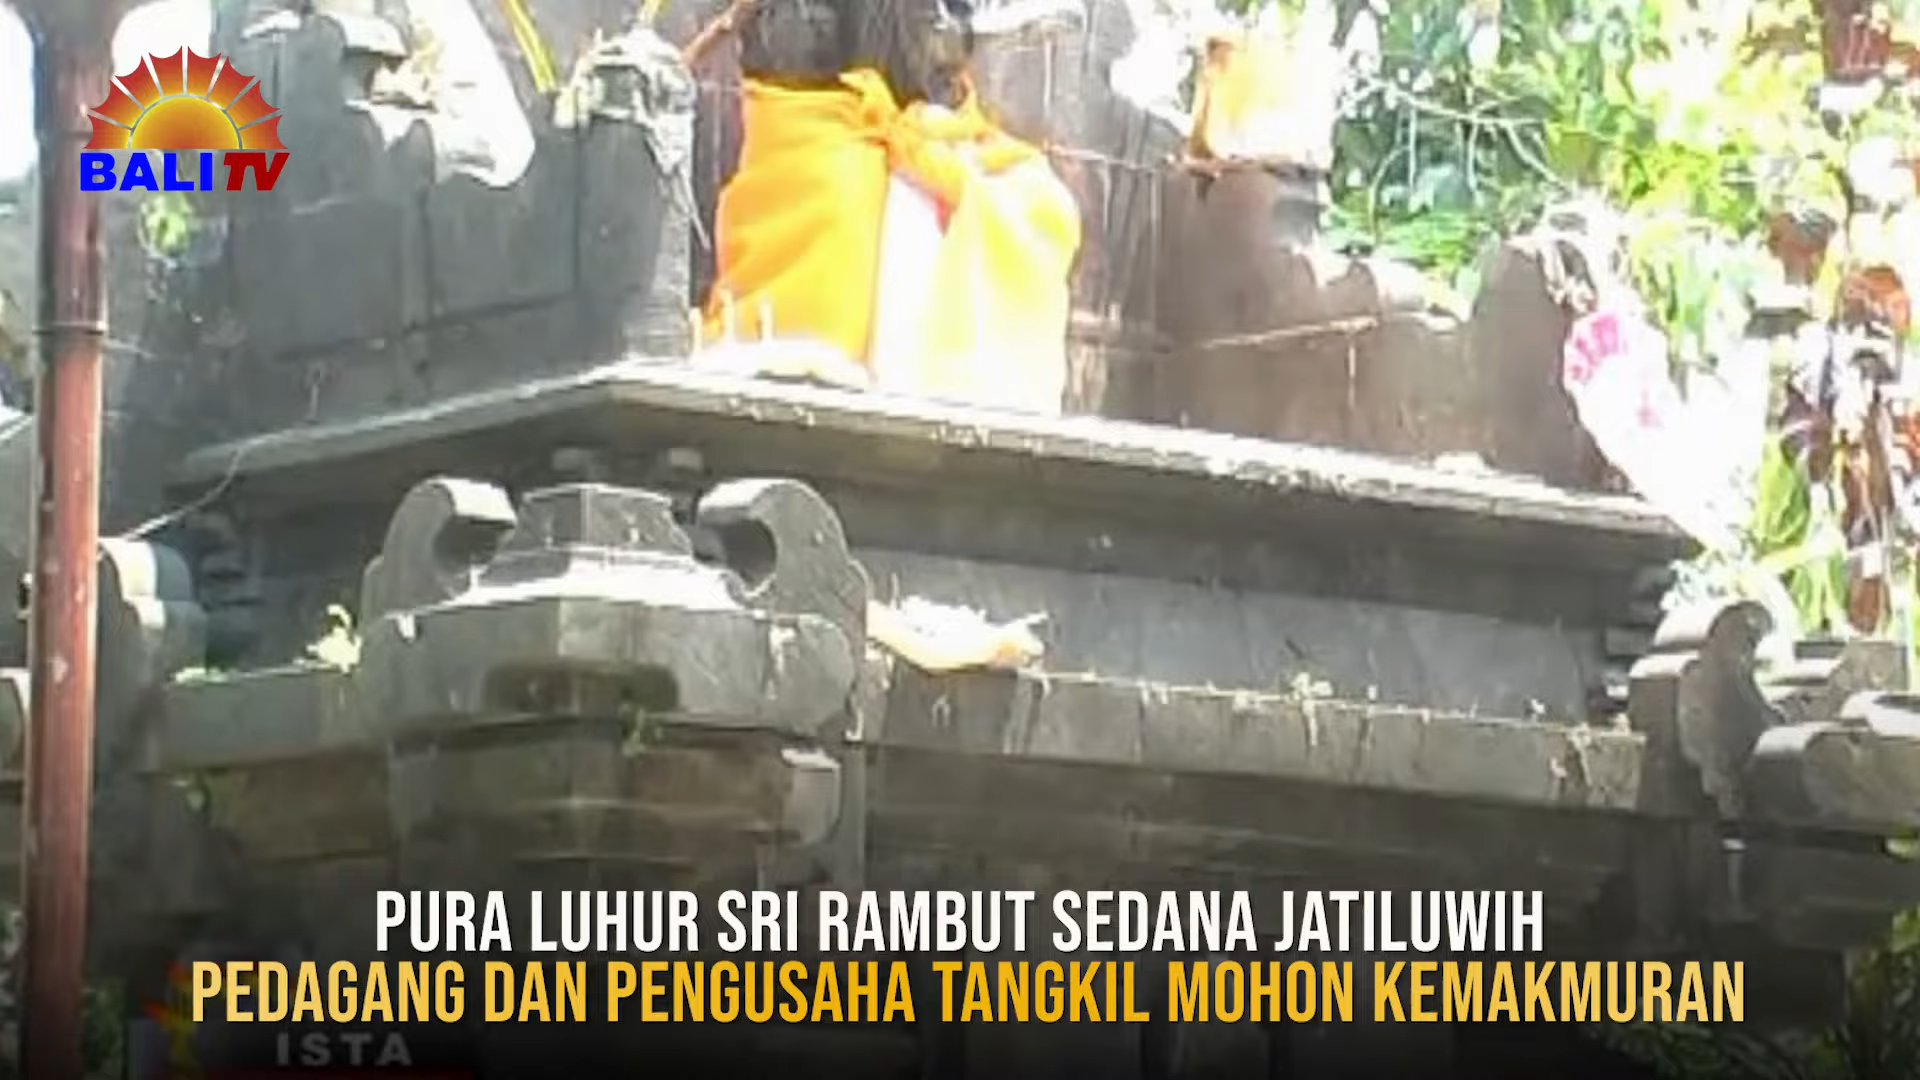 BALI TV
PURA LUHUR SRI RAMBUT SEDANA JATILUWIH
PEDAGANG DAN PENGUSAHA TANGKIL MOHON KEMAKMURAN
ISTA